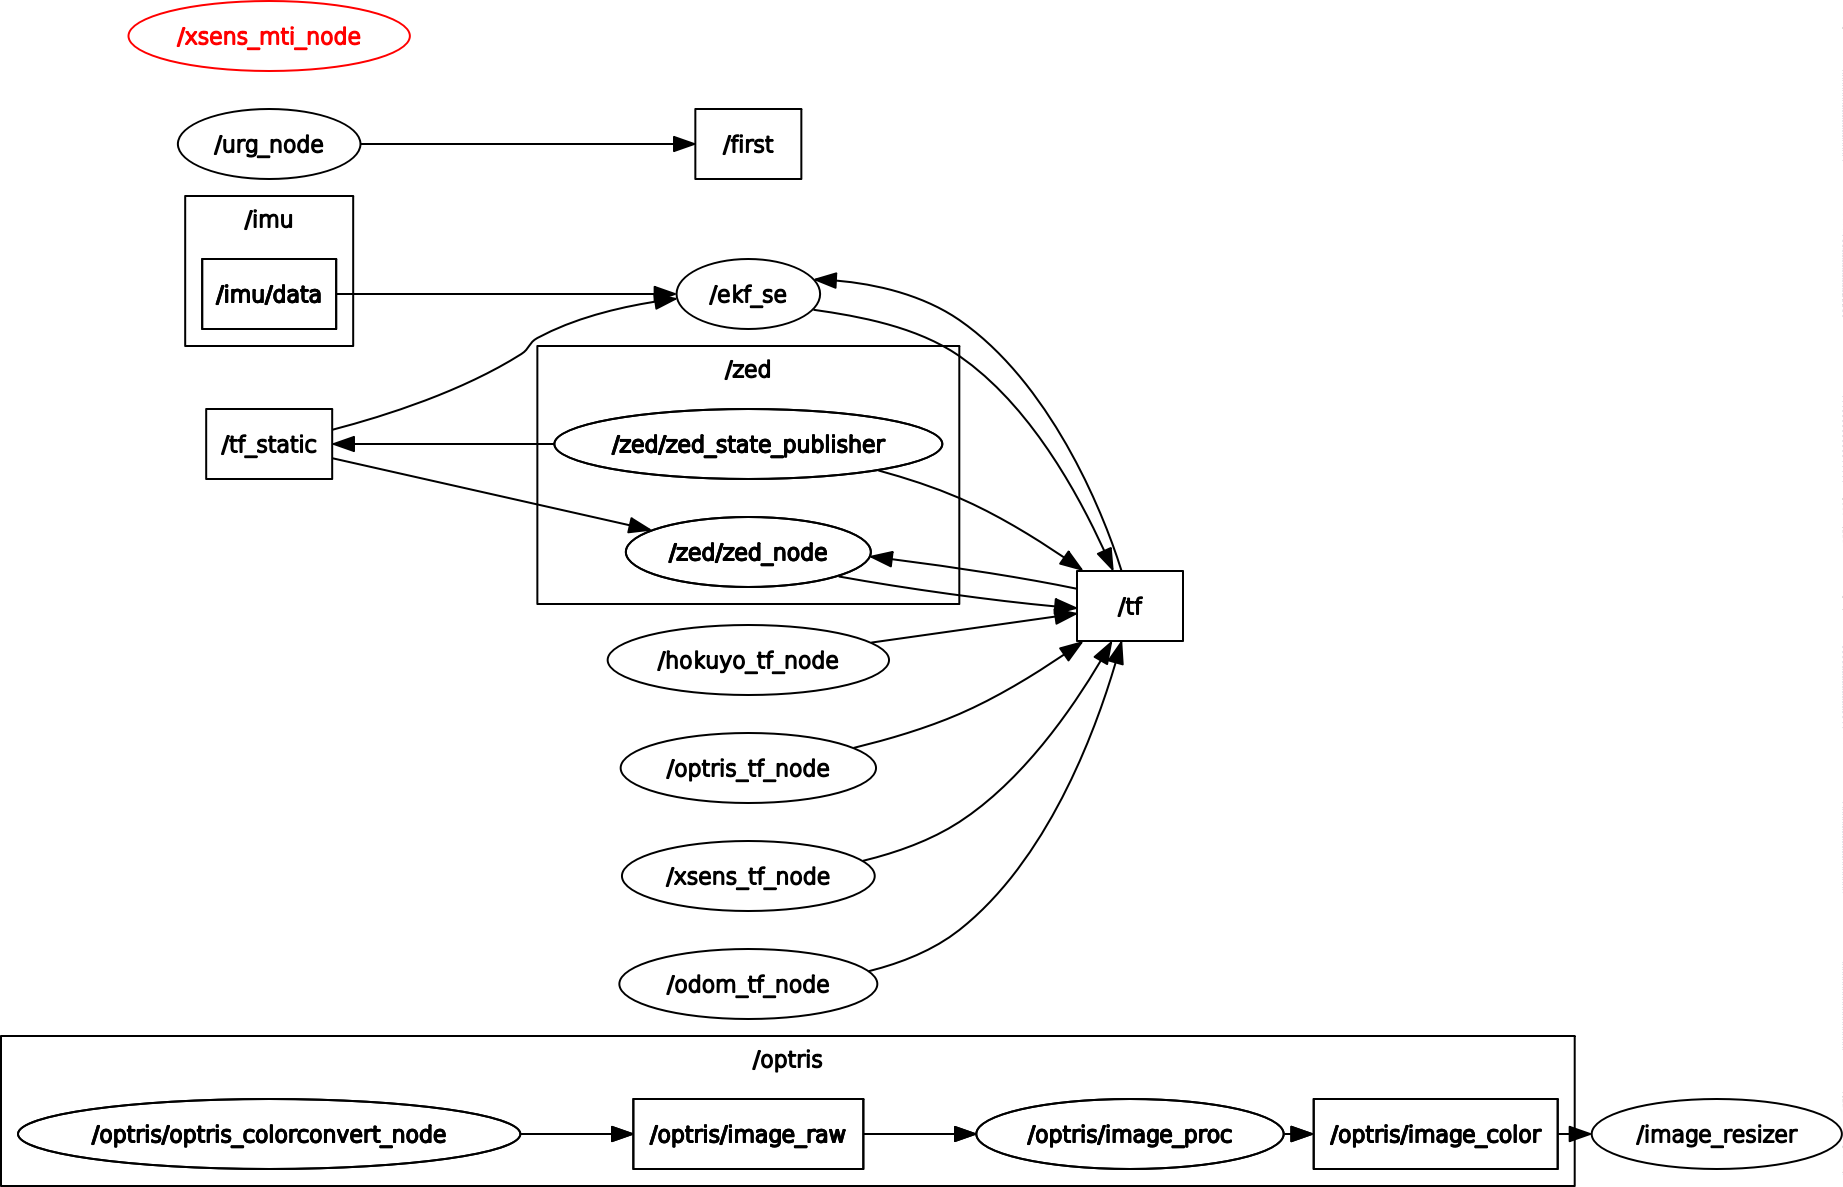 /xsens_mti_node
/urg_node
/first
/imu
/imu/data
/ekf_se
/zed
/tf_static
/zed/zed_state_publisher
/zed/zed_node
/tf
/hokuyo_tf_node
/optris_tf_node
/xsens_tf_node
/odom_tf_node
/optris
/optris/optris_colorconvert_node
/optris/image_raw
/optris/image_proc
/optris/image_color
/image_resizer